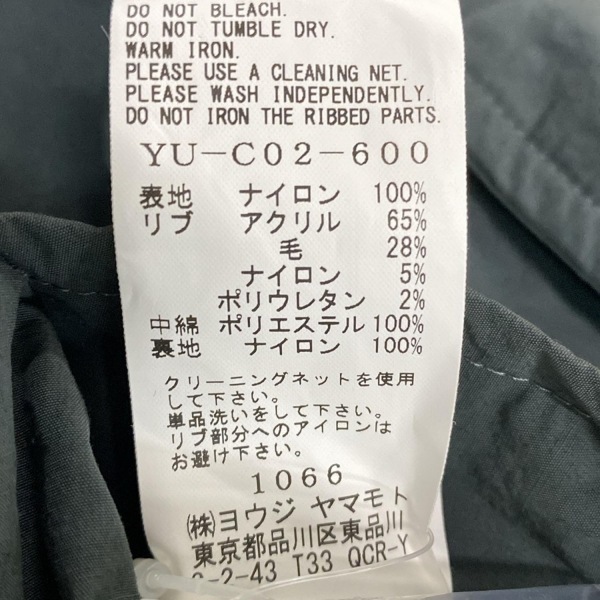 DO NOT BLEACH.
DO NOT TUMBLE DRY.
WARM IRON.
PLEASE USE A CLEANING NET.
PLEASE WASH INDEPENDENTLY.
DO NOT IRON THE RIBBED PARTS.
YU-C02-600
表地 ナイロン 100%
リブ アクリル 65%
毛 28%
ナイロン 5%
ポリウレタン 2%
中綿 ポリエステル 100%
裏地 ナイロン 100%
クリーニングネットを使用
して下さい。
単品洗いをして下さい。
リブ部分へのアイロンは
お避け下さい。
1066
㈱ヨウジ ヤマモト
東京都品川区東品川
2-2-43 T33 QCR-Y